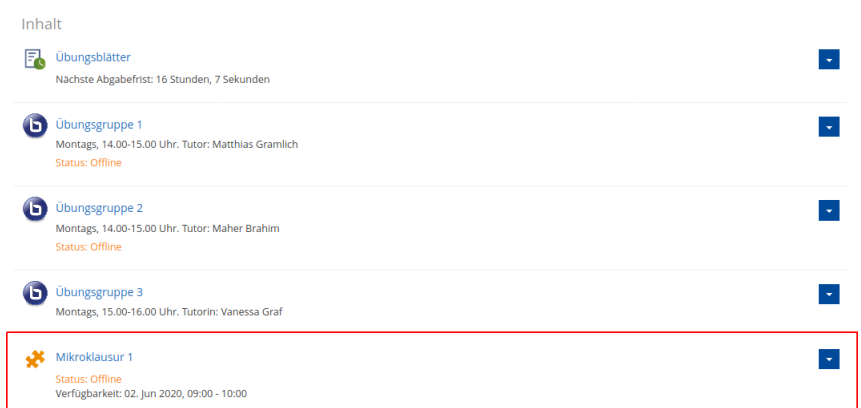 Inhalt
Übungsblätter
Nächste Abgabefrist: 16 Stunden, 7 Sekunden
Übungsgruppe 1
Montags, 14.00-15.00 Uhr. Tutor: Matthias Gramlich
Status: Offline
Übungsgruppe 2
Montags, 14.00-15.00 Uhr. Tutor: Maher Brahim
Status: Offline
Übungsgruppe 3
Montags, 15.00-16.00 Uhr. Tutorin: Vanessa Graf
Mikroklausur 1
Status: Offline
Verfügbarkeit: 02. Jun 2020, 09:00 - 10:00